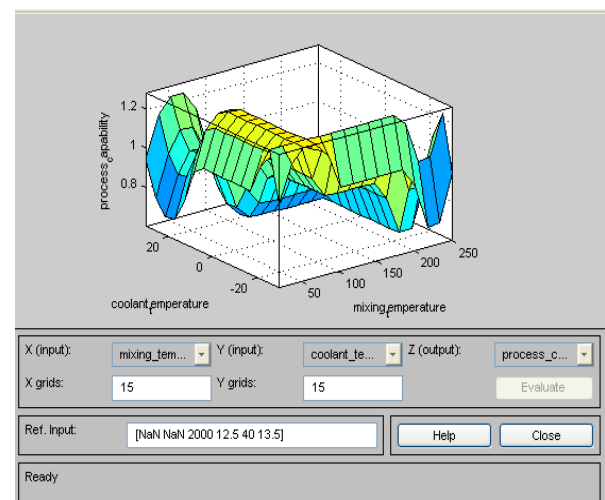 1.2
1
0.8
process_capability
20
0
-20
coolant_temperature
50
100
150
200
250
mixing_temperature
X (input): mixing_tem... Y (input): coolant_te... Z (output): process_c...
X grids: 15 Y grids: 15 Evaluate
Ref. Input: [NaN NaN 2000 12.5 40 13.5] Help Close
Ready